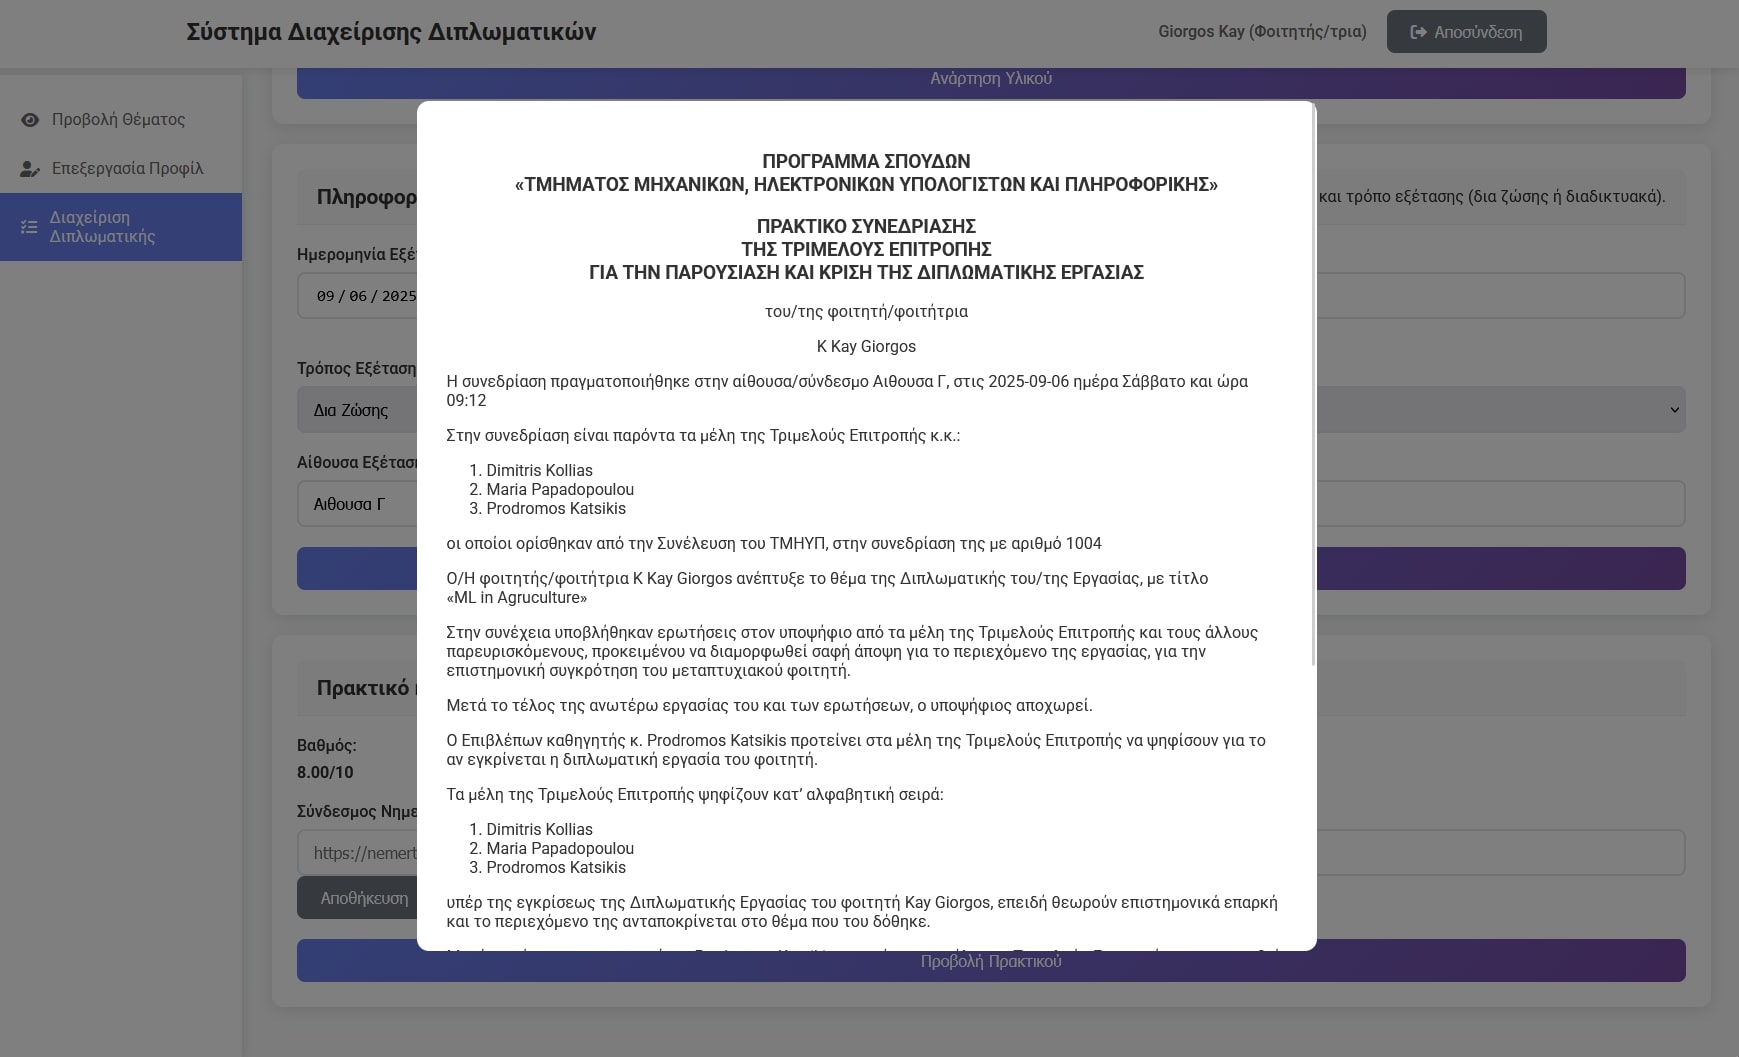 Σύστημα Διαχείρισης Διπλωματικών
Giorgos Kay (Φοιτητής/τρια)
Αποσύνδεση
Προβολή Θέματος
Επεξεργασία Προφίλ
Διαχείριση
Διπλωματικής
Ανάρτηση Υλικού
και τρόπο εξέτασης (δια ζώσης ή διαδικτυακά).
09/06/2025
Τρόπος
Δια Ζώσης
Αίθουσα
Αιθουσα Γ
Πρακτικό
Βαθμός:
8.00/10
Σύνδεσμος
Αποθήκευση
Προβολή Πρακτικού
ΠΡΟΓΡΑΜΜΑ ΣΠΟΥΔΩΝ
«ΤΜΗΜΑΤΟΣ ΜΗΧΑΝΙΚΩΝ, ΗΛΕΚΤΡΟΝΙΚΩΝ ΥΠΟΛΟΓΙΣΤΩΝ ΚΑΙ ΠΛΗΡΟΦΟΡΙΚΗΣ»
ΠΡΑΚΤΙΚΟ ΣΥΝΕΔΡΙΑΣΗΣ
ΤΗΣ ΤΡΙΜΕΛΟΥΣ ΕΠΙΤΡΟΠΗΣ
ΓΙΑ ΤΗΝ ΠΑΡΟΥΣΙΑΣΗ ΚΑΙ ΚΡΙΣΗ ΤΗΣ ΔΙΠΛΩΜΑΤΙΚΗΣ ΕΡΓΑΣΙΑΣ
του/της φοιτητή/φοιτήτρια
Κ Kay Giorgos
Η συνεδρίαση πραγματοποιήθηκε στην αίθουσα/σύνδεσμο Αιθουσα Γ, στις 2025-09-06 ημέρα Σάββατο και ώρα
09:12
Στην συνεδρίαση είναι παρόντα τα μέλη της Τριμελούς Επιτροπής κ.κ.:
1. Dimitris Kollias
2. Maria Papadopoulou
3. Prodromos Katsikis
οι οποίοι ορίσθηκαν από την Συνέλευση του ΤΜΗΥΠ, στην συνεδρίαση της με αριθμό 1004
Ο/Η φοιτητής/φοιτήτρια Κ Kay Giorgos ανέπτυξε το θέμα της Διπλωματικής του/της Εργασίας, με τίτλο
«ML in Agruculture»
Στην συνέχεια υποβλήθηκαν ερωτήσεις στον υποψήφιο από τα μέλη της Τριμελούς Επιτροπής και τους άλλους
παρευρισκόμενους, προκειμένου να διαμορφωθεί σαφή άποψη για το περιεχόμενο της εργασίας, για την
επιστημονική συγκρότηση του μεταπτυχιακού φοιτητή.
Μετά το τέλος της ανωτέρω εργασίας του και των ερωτήσεων, ο υποψήφιος αποχωρεί.
Ο Επιβλέπων καθηγητής κ. Prodromos Katsikis προτείνει στα μέλη της Τριμελούς Επιτροπής να ψηφίσουν για το
αν εγκρίνεται η διπλωματική εργασία του φοιτητή.
Τα μέλη της Τριμελούς Επιτροπής ψηφίζουν κατ’ αλφαβητική σειρά:
1. Dimitris Kollias
2. Maria Papadopoulou
3. Prodromos Katsikis
υπέρ της εγκρίσεως της Διπλωματικής Εργασίας του φοιτητή Kay Giorgos, επειδή θεωρούν επιστημονικά επαρκή
και το περιεχόμενο της ανταποκρίνεται στο θέμα που του δόθηκε.